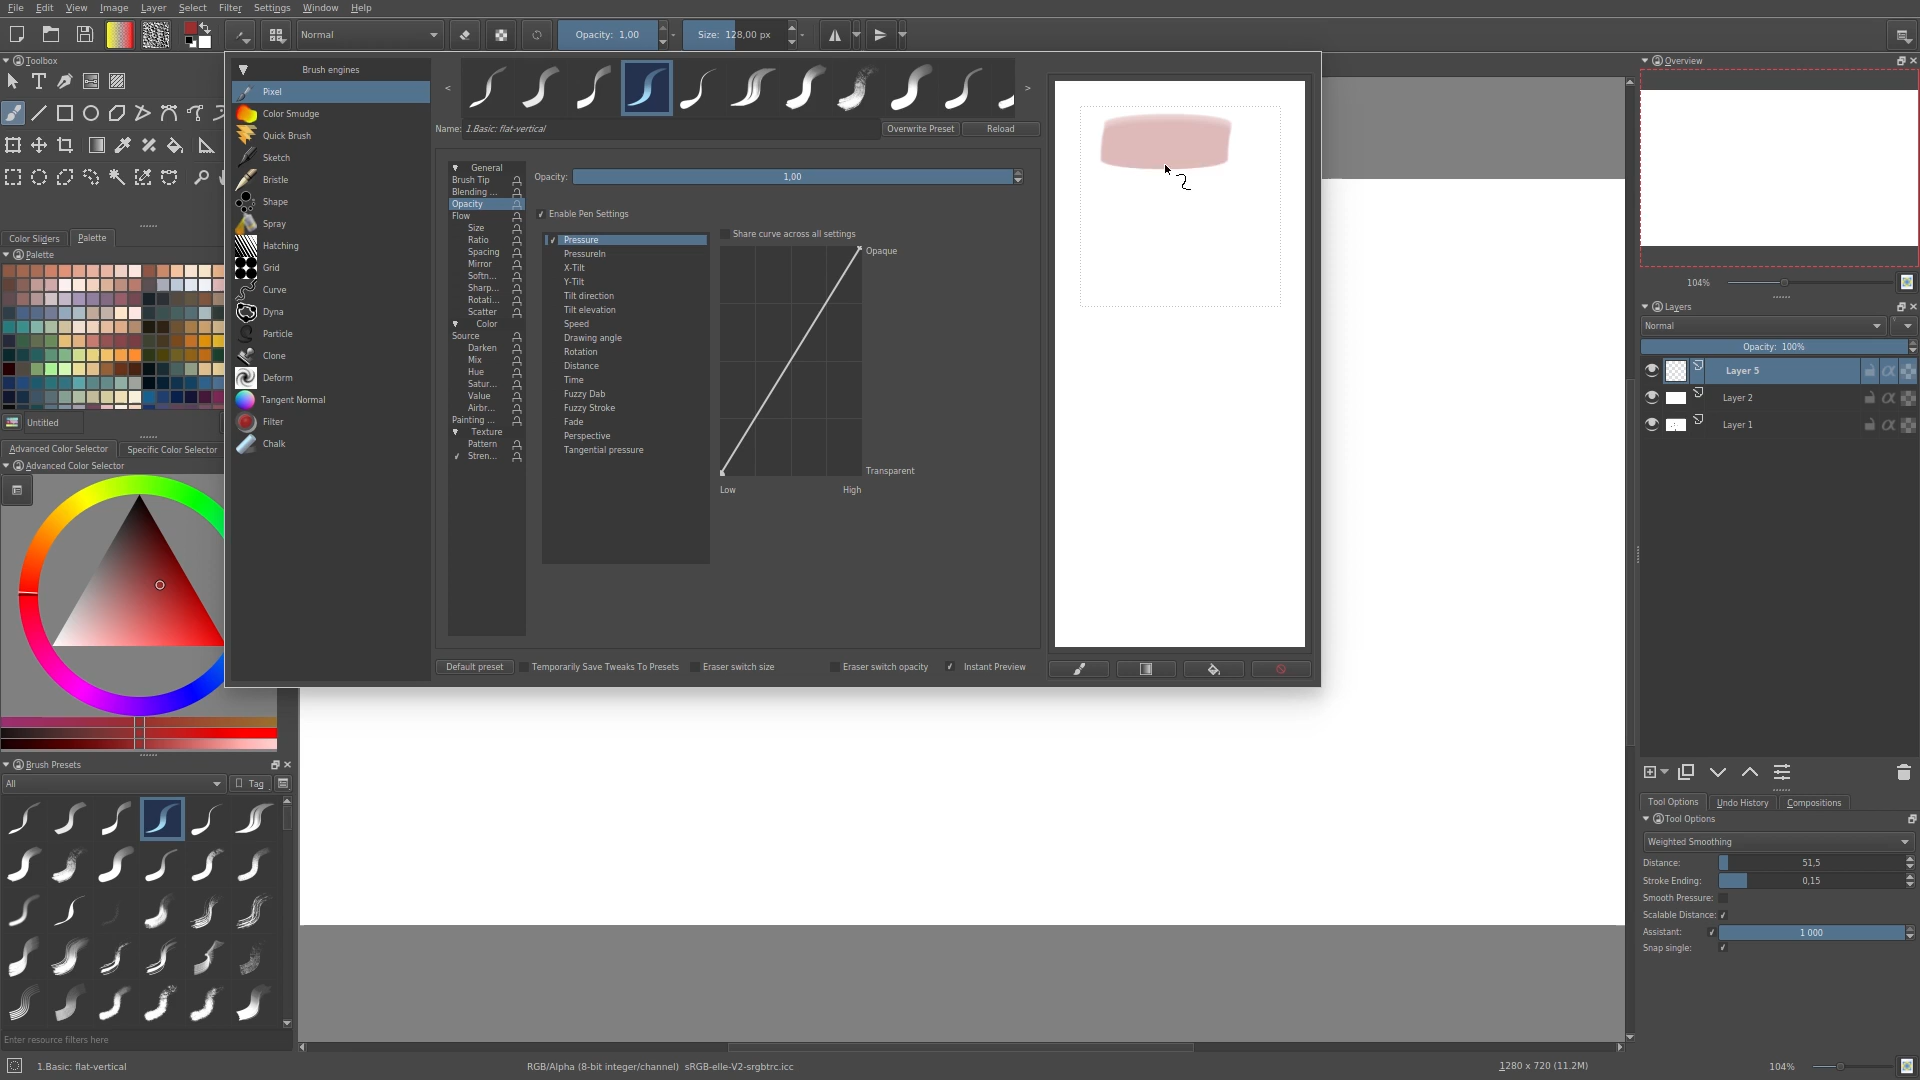 File Edit View Image Layer Select Filter Settings Window Help
Normal Opacity: 1,00 Size: 128,00 px
Toolbox
Color Sliders Palette
Palette
Untitled
Advanced Color Selector Specific Color Selector
Advanced Color Selector
Brush Presets
All Tag
Enter resource filters here
Brush engines
Pixel
Color Smudge
Quick Brush
Sketch
Bristle
Shape
Spray
Hatching
Grid
Curve
Dyna
Particle
Clone
Deform
Tangent Normal
Filter
Chalk
< >
Name: 1.Basic: flat-vertical Overwrite Preset Reload
General
Brush Tip
Blending ...
Opacity
Flow
Size
Ratio
Spacing
Mirror
Softn...
Sharp...
Rotati...
Scatter
Color
Source
Darken
Mix
Hue
Satur...
Value
Airbr...
Painting ...
Texture
Pattern
Stren...
Opacity: 1,00
Enable Pen Settings
Pressure
PressureIn
X-Tilt
Y-Tilt
Tilt direction
Tilt elevation
Speed
Drawing angle
Rotation
Distance
Time
Fuzzy Dab
Fuzzy Stroke
Fade
Perspective
Tangential pressure
Share curve across all settings
Opaque
Transparent
Low High
Default preset Temporarily Save Tweaks To Presets Eraser switch size Eraser switch opacity Instant Preview
Overview
104%
Layers
Normal
Opacity: 100%
Layer 5
Layer 2
Layer 1
Tool Options Undo History Compositions
Tool Options
Weighted Smoothing
Distance: 51,5
Stroke Ending: 0,15
Smooth Pressure:
Scalable Distance:
Assistant: 1 000
Snap single:
1.Basic: flat-vertical RGB/Alpha (8-bit integer/channel) sRGB-elle-V2-srgbtrc.icc 1280 x 720 (11.2M) 104%